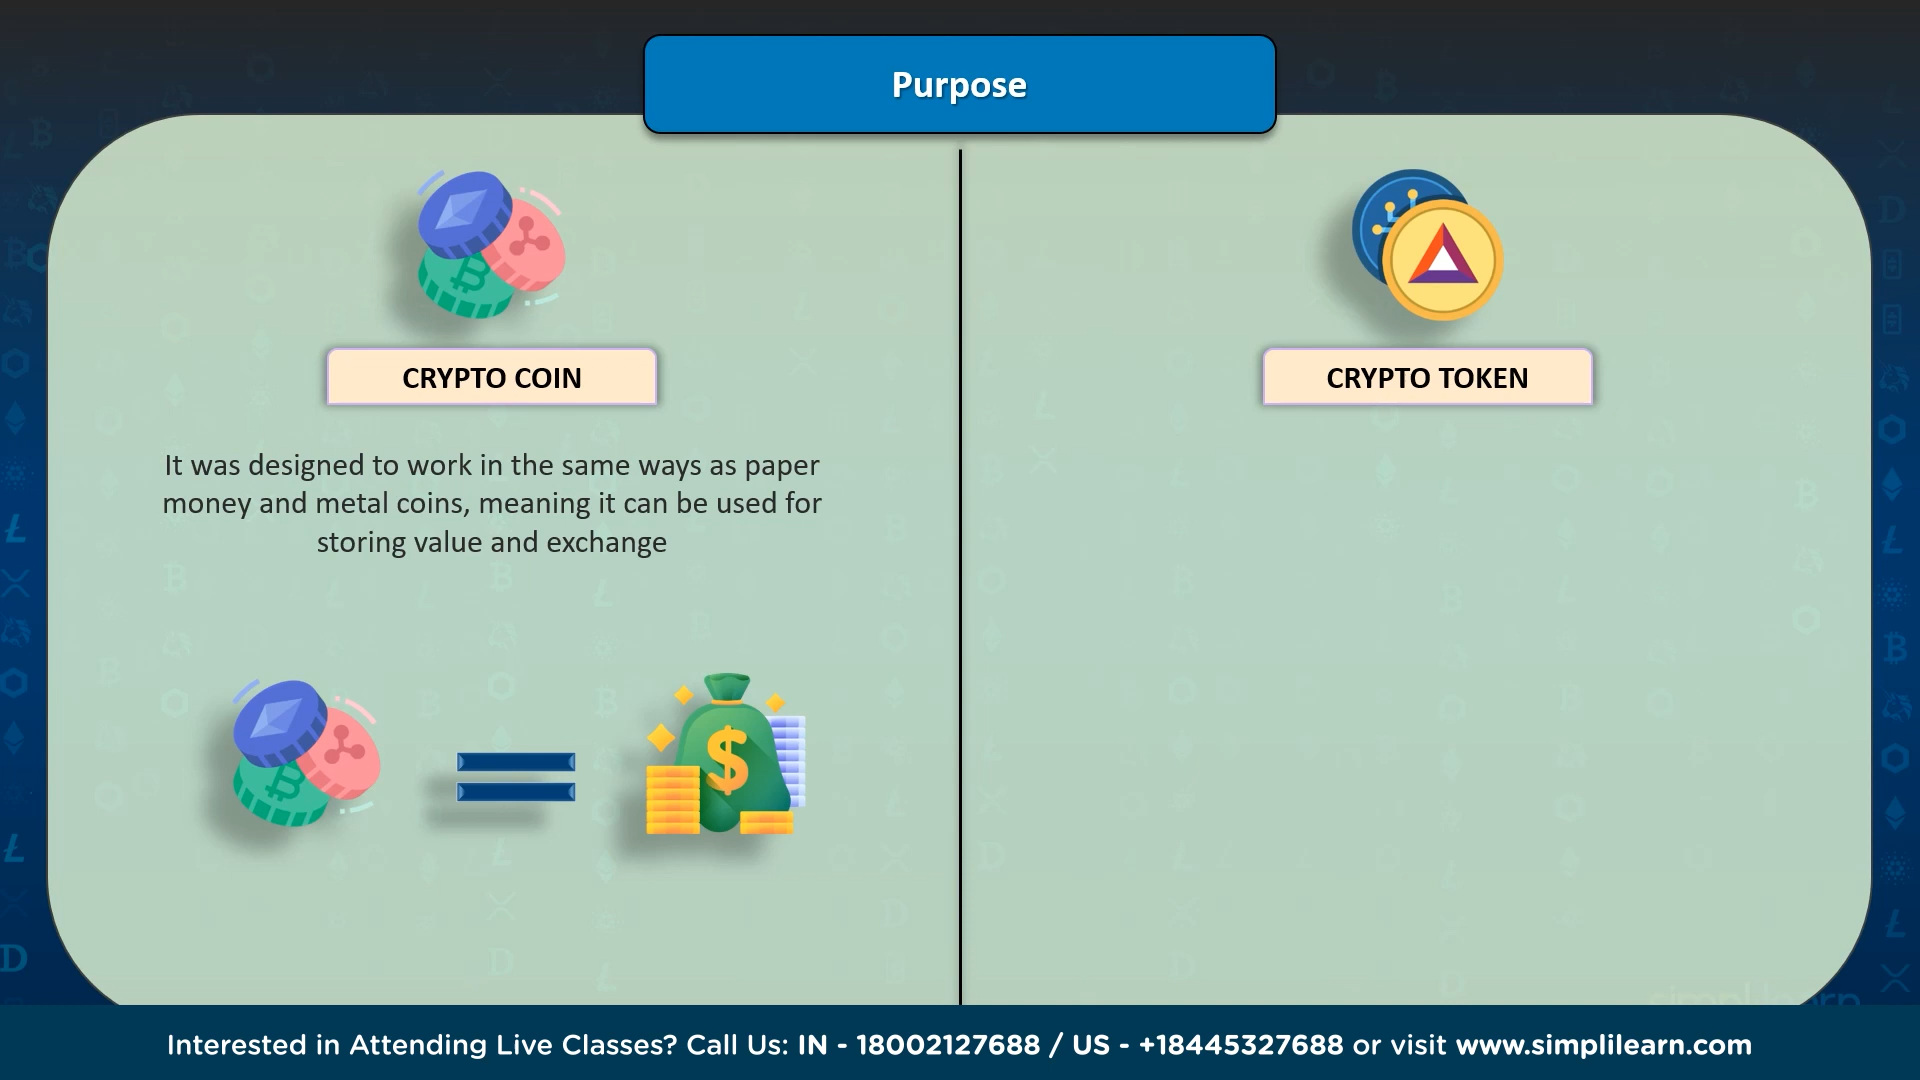 Purpose
CRYPTO COIN
It was designed to work in the same ways as paper
money and metal coins, meaning it can be used for
storing value and exchange
CRYPTO TOKEN
Interested in Attending Live Classes? Call Us: IN - 18002127688 / US - +18445327688 or visit www.simplilearn.com